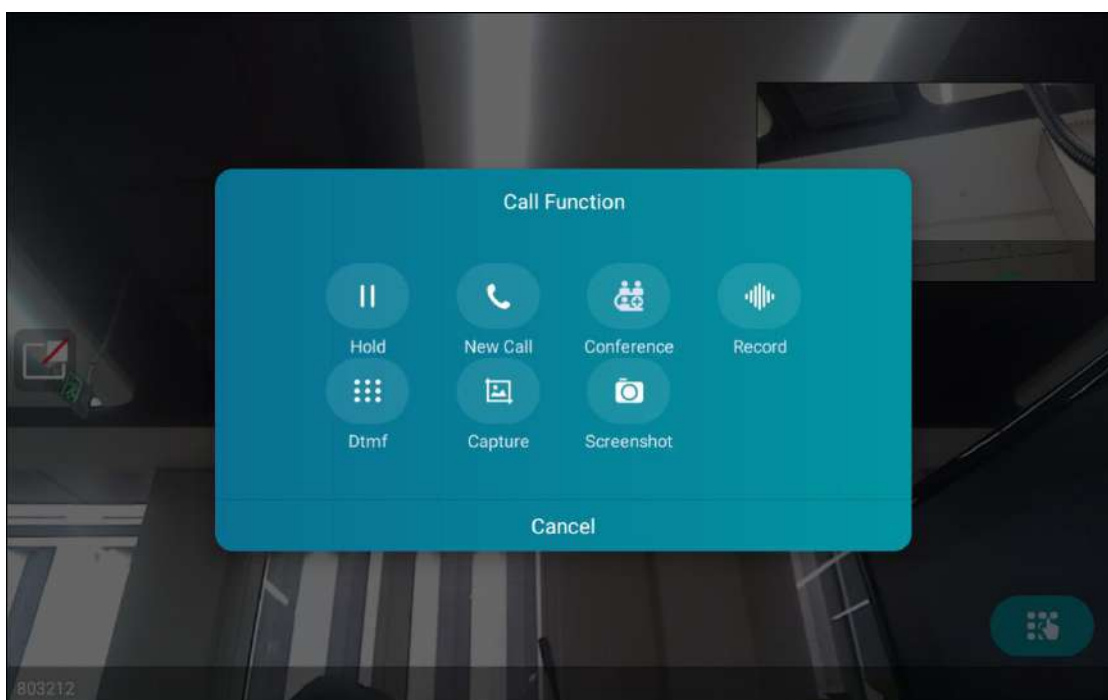 Call Function
Hold
New Call
Conference
Record
Dtmf
Capture
Screenshot
Cancel
803212